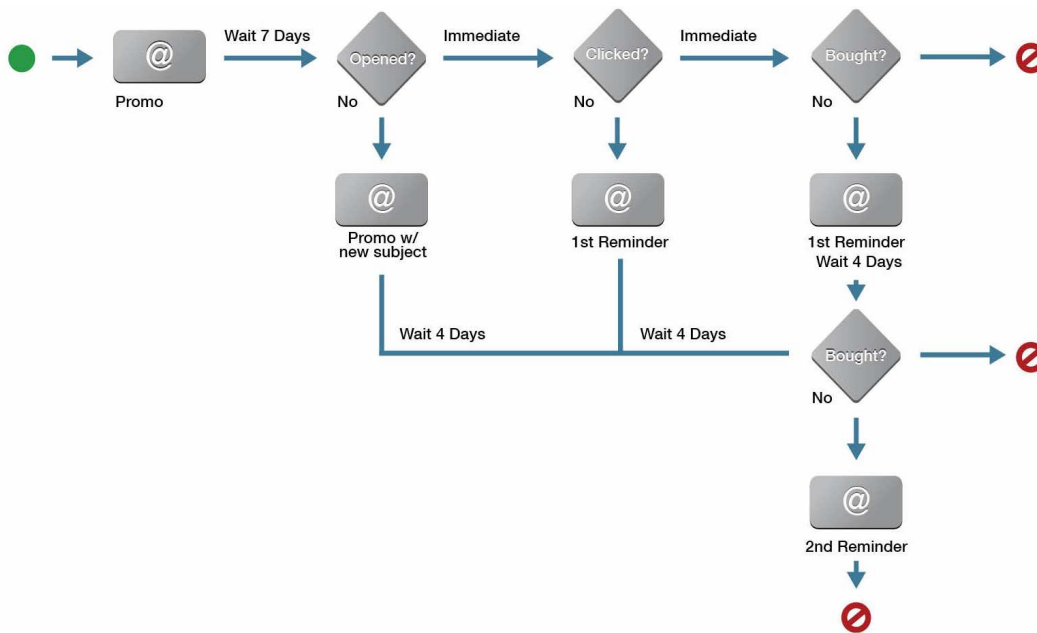 Wait 7 Days
Immediate
Immediate
@
Opened?
Clicked?
Bought?
Promo
No
No
No
@
@
@
Promo w/
new subject
1st Reminder
1st Reminder
Wait 4 Days
Wait 4 Days
Wait 4 Days
Bought?
No
@
2nd Reminder